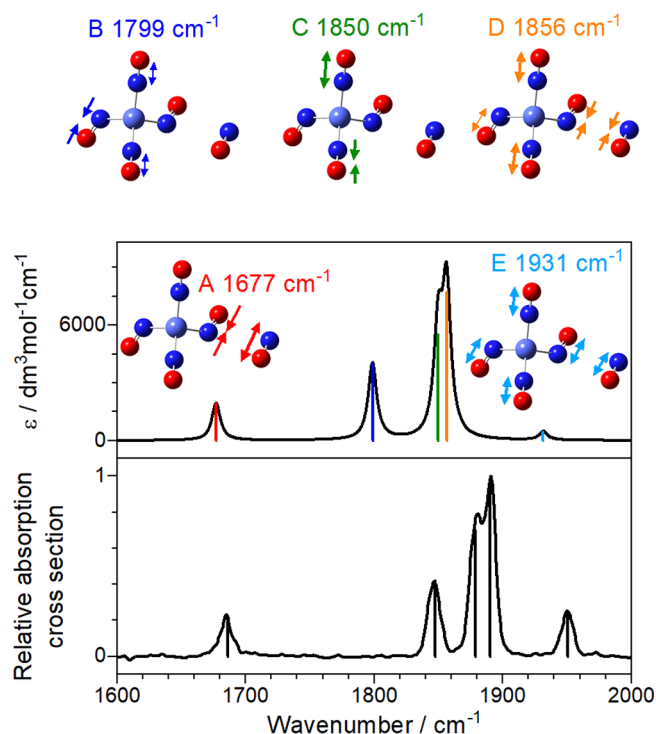 B 1799 cm⁻¹ C 1850 cm⁻¹ D 1856 cm⁻¹
A 1677 cm⁻¹ E 1931 cm⁻¹
ε / dm³mol⁻¹cm⁻¹
6000
0
Relative absorption
cross section
1
0
1600 1700 1800 1900 2000
Wavenumber / cm⁻¹